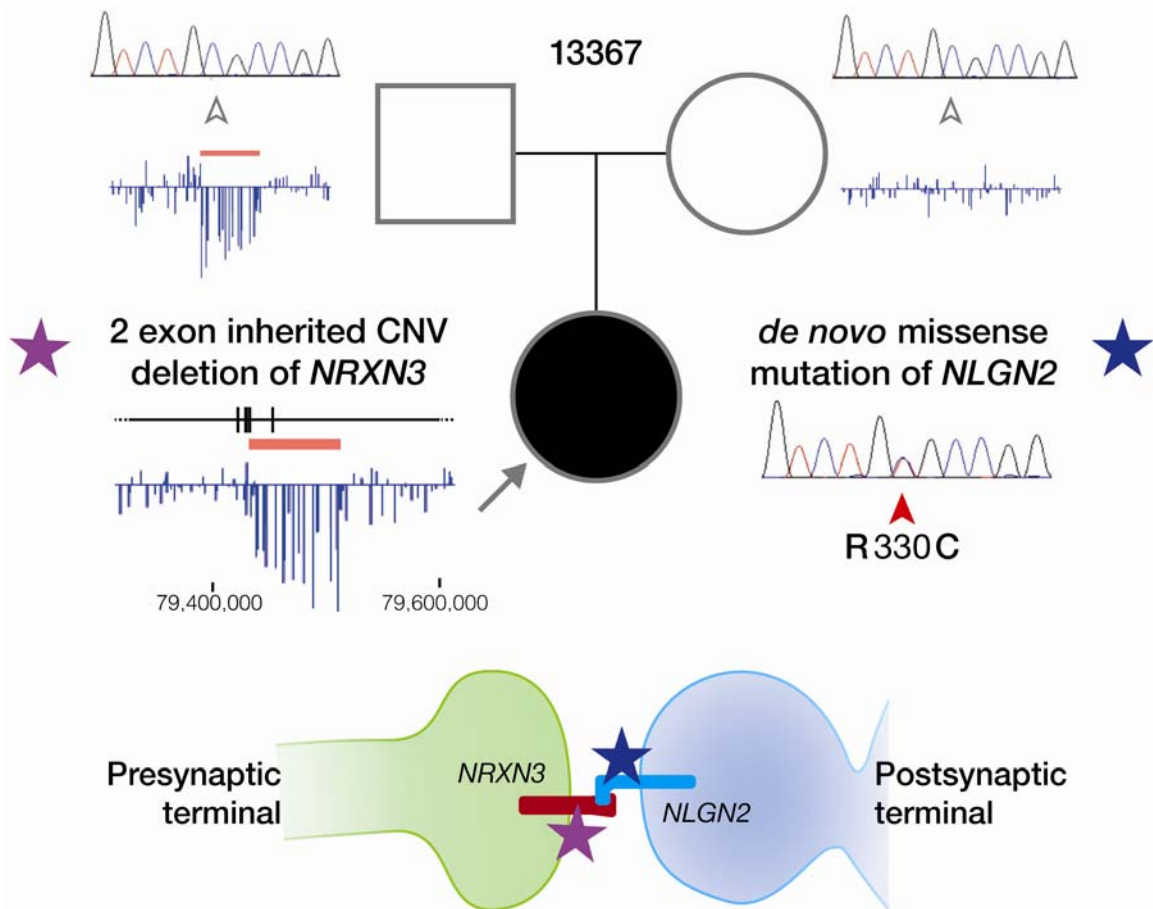 13367
2 exon inherited CNV
deletion of NRXN3
de novo missense
mutation of NLGN2
R330C
79,400,000
79,600,000
Presynaptic
terminal
NRXN3
NLGN2
Postsynaptic
terminal